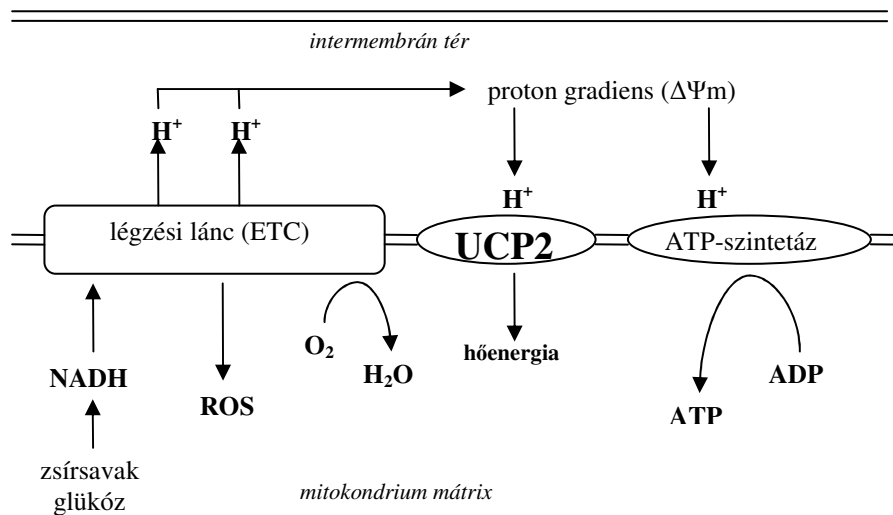 intermembrán tér
proton gradiens (ΔΨm)
H⁺ H⁺
H⁺ H⁺
légzési lánc (ETC)
UCP2
ATP-szintetáz
O₂
hőenergia
NADH
H₂O
ADP
ROS
ATP
zsírsavak
glükóz
mitokondrium mátrix